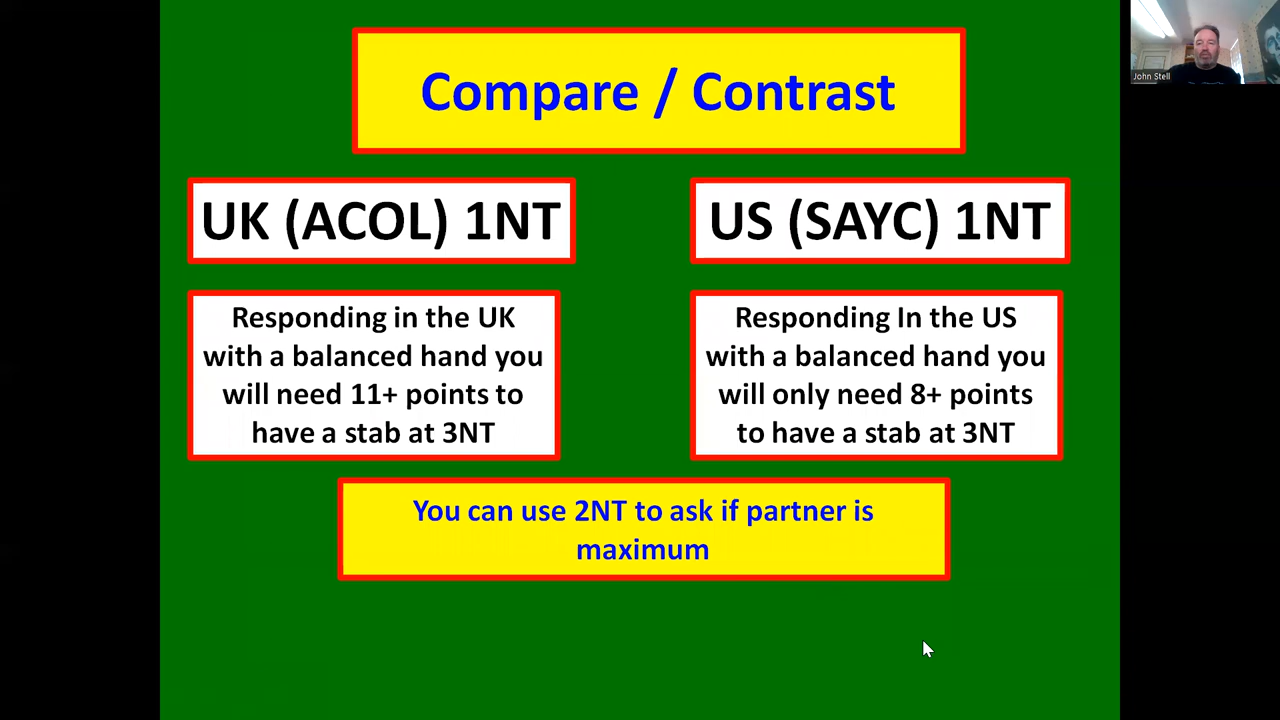 Compare / Contrast
UK (ACOL) 1NT
US (SAYC) 1NT
Responding in the UK
with a balanced hand you
will need 11+ points to
have a stab at 3NT
Responding In the US
with a balanced hand you
will only need 8+ points
to have a stab at 3NT
You can use 2NT to ask if partner is
maximum
John Stell